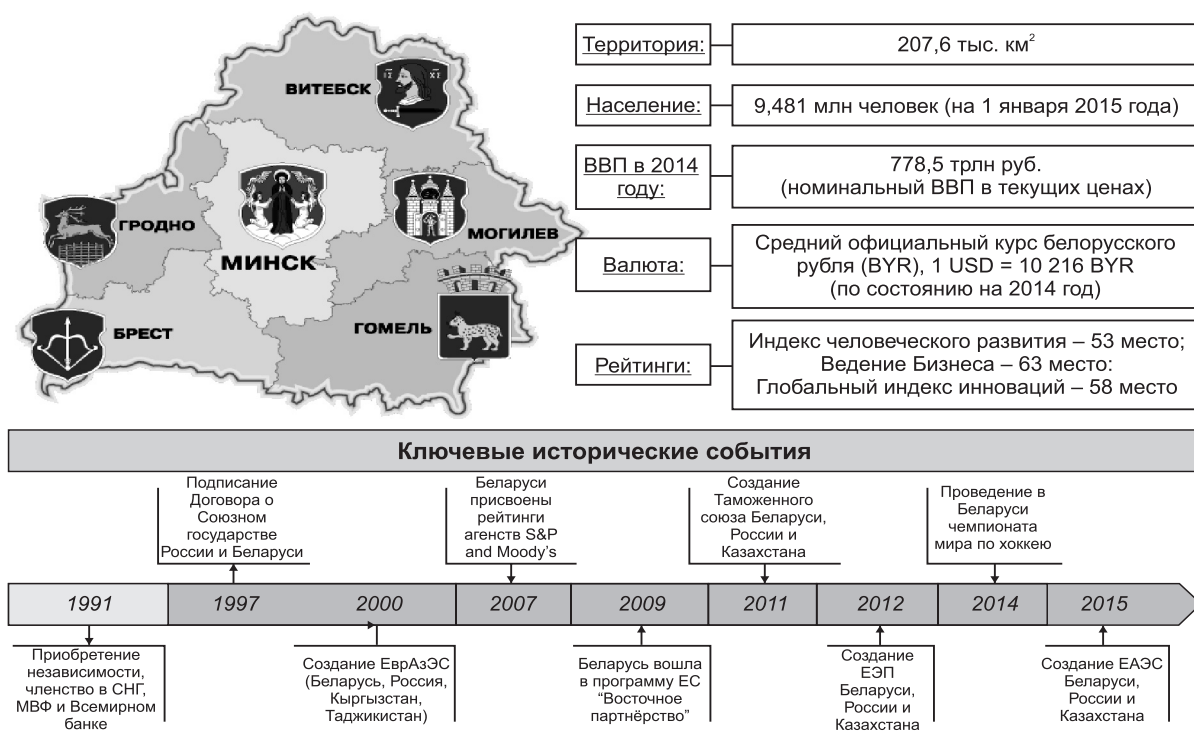 ВИТЕБСК
ГРОДНО
МИНСК
МОГИЛЕВ
БРЕСТ
ГОМЕЛЬ
Территория:
207,6 тыс. км²
Население:
9,481 млн человек (на 1 января 2015 года)
ВВП в 2014
году:
778,5 трлн руб.
(номинальный ВВП в текущих ценах)
Валюта:
Средний официальный курс белорусского
рубля (BYR), 1 USD = 10 216 BYR
(по состоянию на 2014 год)
Рейтинги:
Индекс человеческого развития – 53 место;
Ведение Бизнеса – 63 место:
Глобальный индекс инноваций – 58 место
Ключевые исторические события
Подписание
Договора о
Союзном
государстве
России и Беларуси
Беларуси
присвоены
рейтинги
агенств S&P
and Moody’s
Создание
Таможенного
союза Беларуси,
России и
Казахстана
Проведение в
Беларуси
чемпионата
мира по хоккею
1991
1997
2000
2007
2009
2011
2012
2014
2015
Приобретение
независимости,
членство в СНГ,
МВФ и Всемирном
банке
Создание ЕврАзЭС
(Беларусь, Россия,
Кыргызстан,
Таджикистан)
Беларусь вошла
в программу ЕС
“Восточное
партнёрство”
Создание
ЕЭП
Беларуси,
России и
Казахстана
Создание ЕАЭС
Беларуси,
России и
Казахстана